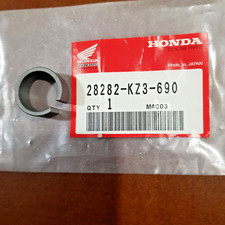 HONDA
MADE IN JAPAN
28282-KZ3-690
QTY 1 M4C03